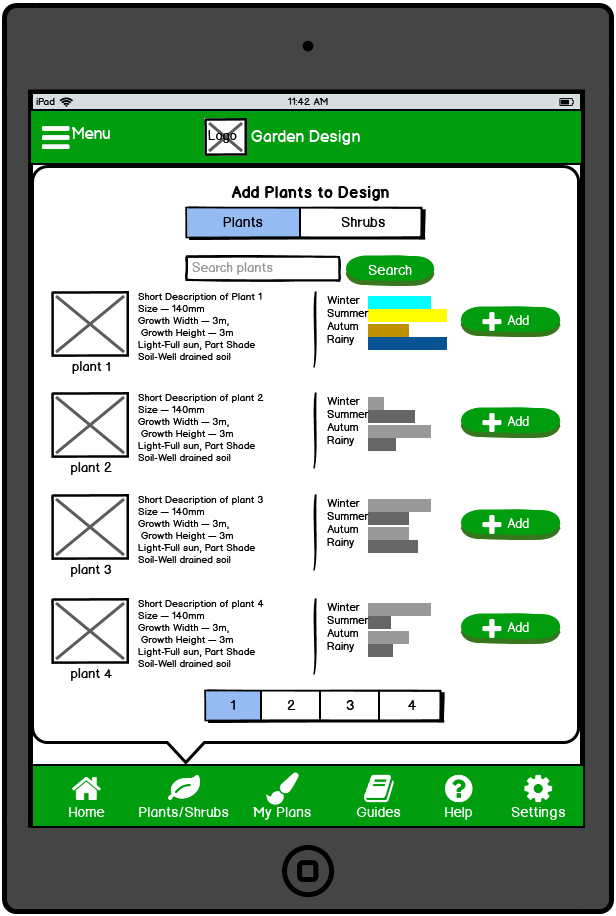 iPad
11:42 AM
Menu
Logo
Garden Design
Add Plants to Design
Plants
Shrubs
Search plants
Search
Short Description of Plant 1
Size — 140mm
Growth Width — 3m,
Growth Height — 3m
Light-Full sun, Part Shade
Soil-Well drained soil
plant 1
Winter
Summer
Autum
Rainy
Add
Short Description of plant 2
Size — 140mm
Growth Width — 3m,
Growth Height — 3m
Light-Full sun, Part Shade
Soil-Well drained soil
plant 2
Winter
Summer
Autum
Rainy
Add
Short Description of plant 3
Size — 140mm
Growth Width — 3m,
Growth Height — 3m
Light-Full sun, Part Shade
Soil-Well drained soil
plant 3
Winter
Summer
Autum
Rainy
Add
Short Description of plant 4
Size — 140mm
Growth Width — 3m,
Growth Height — 3m
Light-Full sun, Part Shade
Soil-Well drained soil
plant 4
Winter
Summer
Autum
Rainy
Add
1
2
3
4
Home
Plants/Shrubs
My Plans
Guides
Help
Settings